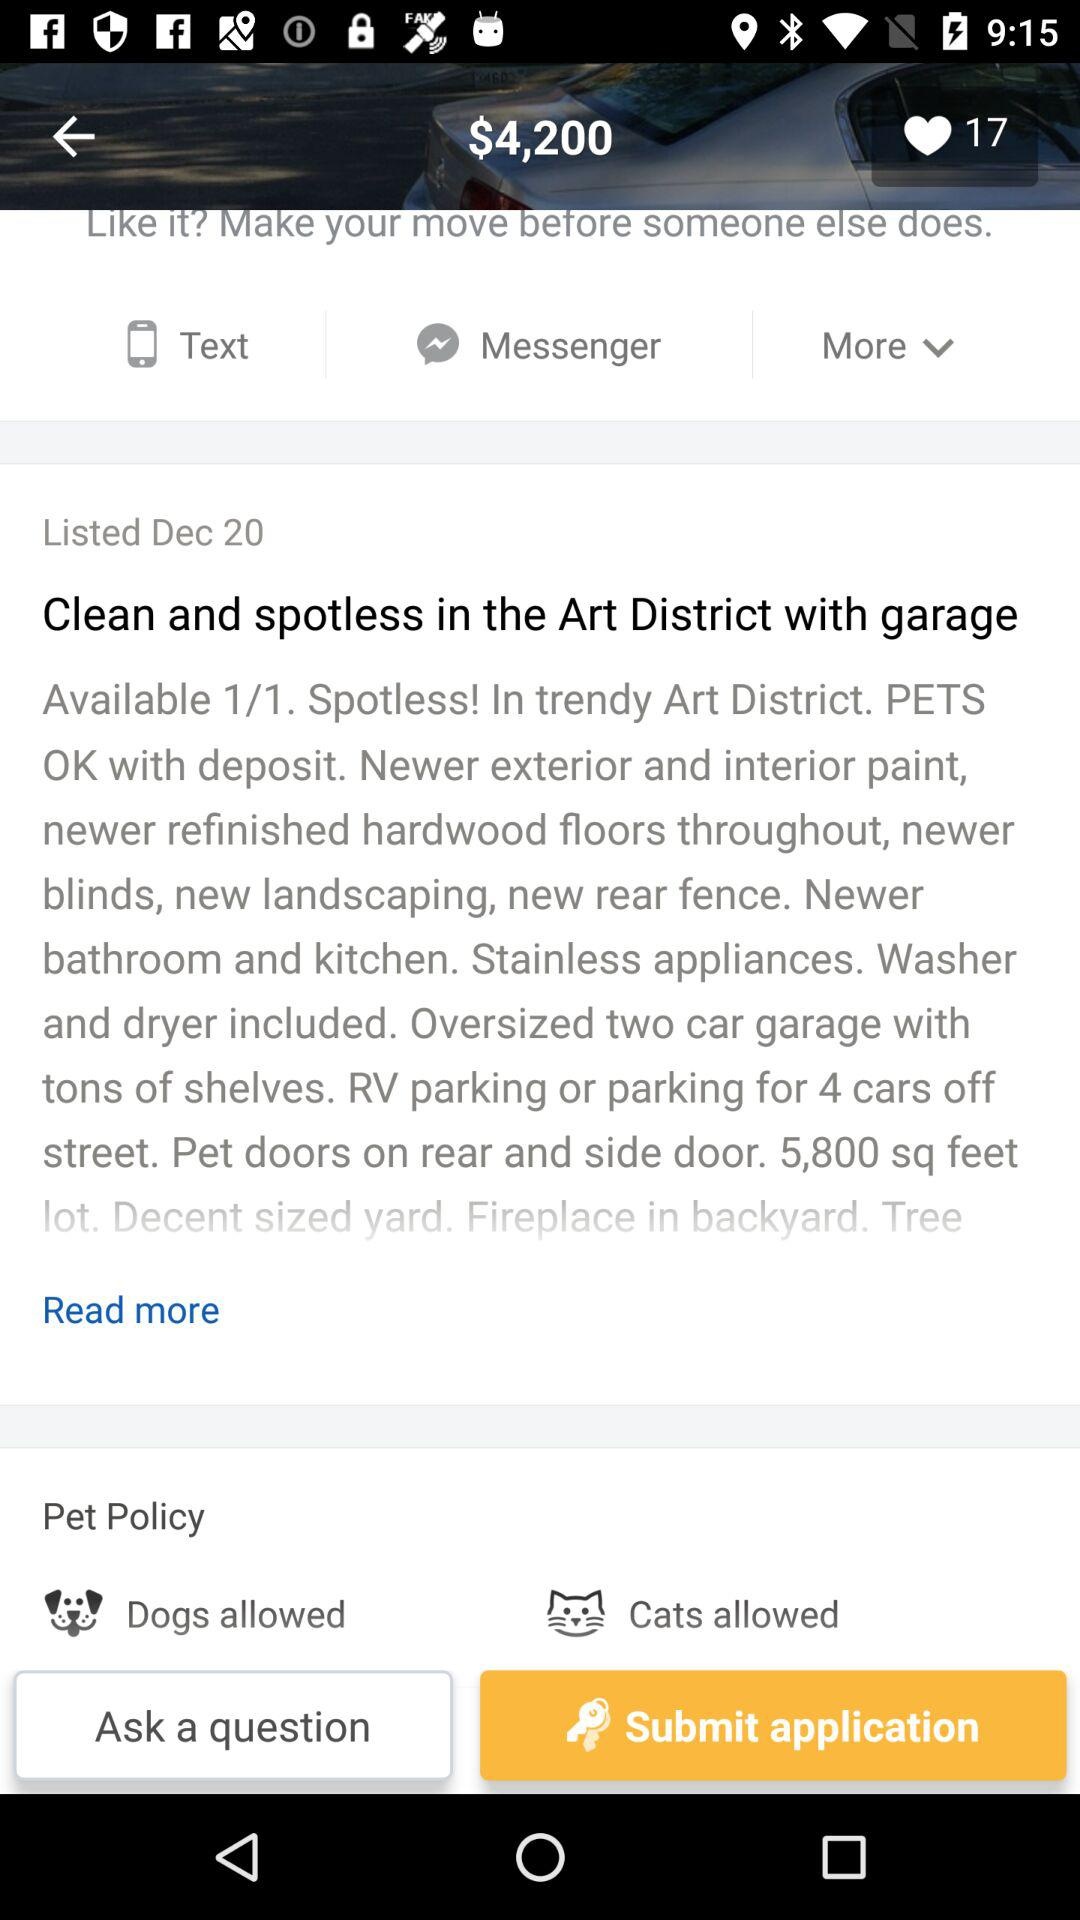 FAKE
9:15
$4,200
17
Like it? Make your move before someone else does.
Text
Messenger
More
Listed Dec 20
Clean and spotless in the Art District with garage
Available 1/1. Spotless! In trendy Art District. PETS
OK with deposit. Newer exterior and interior paint,
newer refinished hardwood floors throughout, newer
blinds, new landscaping, new rear fence. Newer
bathroom and kitchen. Stainless appliances. Washer
and dryer included. Oversized two car garage with
tons of shelves. RV parking or parking for 4 cars off
street. Pet doors on rear and side door. 5,800 sq feet
lot. Decent sized yard. Fireplace in backyard. Tree
Read more
Pet Policy
Dogs allowed
Cats allowed
Ask a question
Submit application